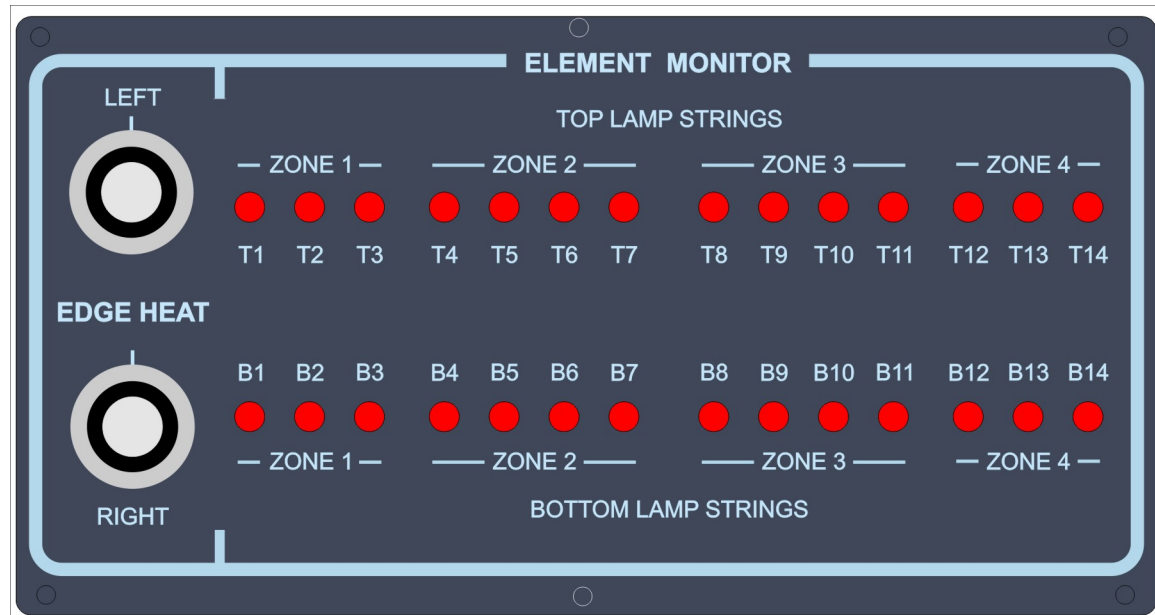 ELEMENT MONITOR
LEFT
TOP LAMP STRINGS
ZONE 1 ZONE 2 ZONE 3 ZONE 4
T1 T2 T3 T4 T5 T6 T7 T8 T9 T10 T11 T12 T13 T14
EDGE HEAT
B1 B2 B3 B4 B5 B6 B7 B8 B9 B10 B11 B12 B13 B14
ZONE 1 ZONE 2 ZONE 3 ZONE 4
BOTTOM LAMP STRINGS
RIGHT